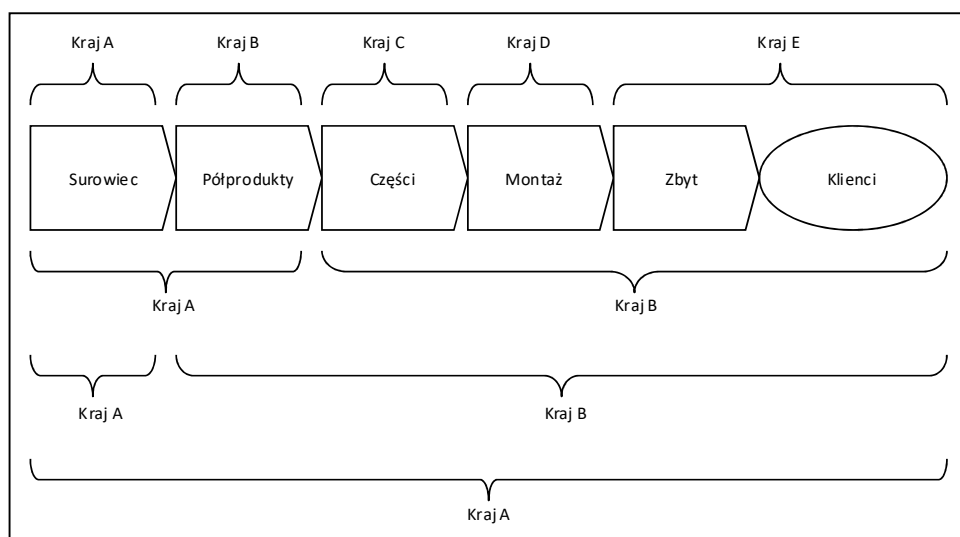 Kraj A Kraj B Kraj C Kraj D Kraj E
Surowiec Półprodukty Części Montaż Zbyt Klienci
Kraj A Kraj B
Kraj A Kraj B
Kraj A